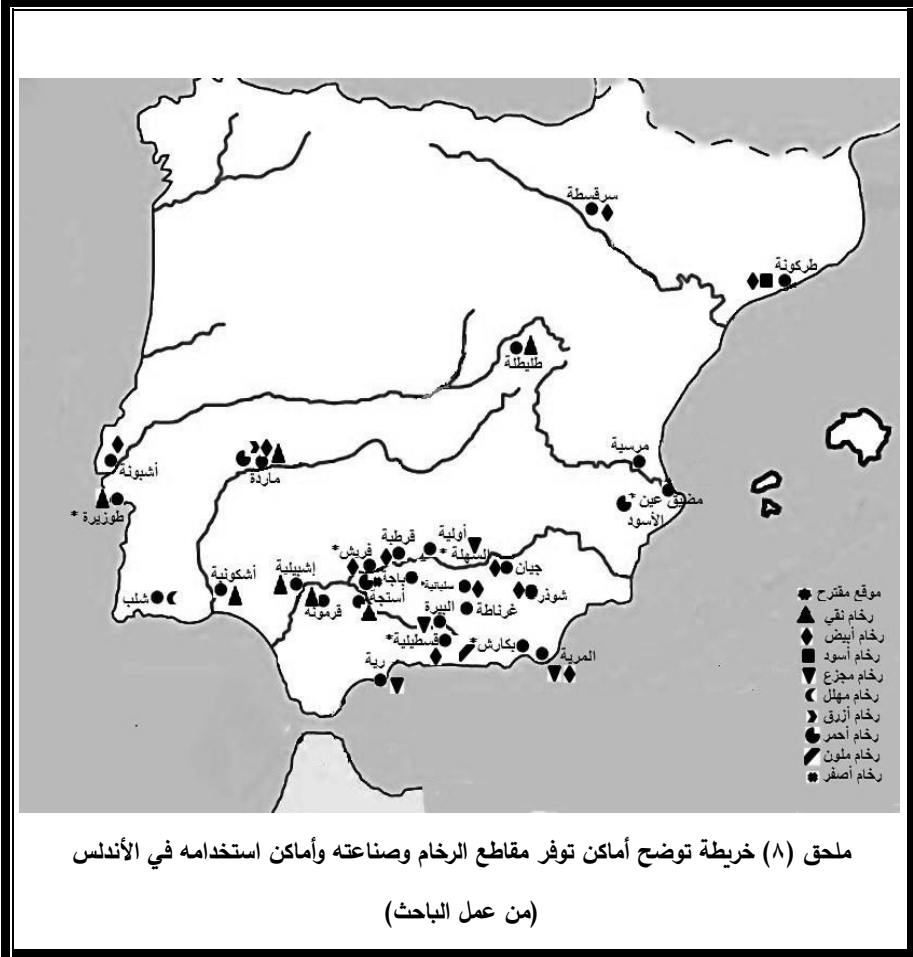 سرقسطة
طركونة
طليطلة
مرسية
مضيق عين *
الأسود
أشبونة
طوزيرة *
ماردة
أولية
قرطبة
السهلة *
فريش *
جيان
باجة
إشبيلية
أشكونية
شلب
أستجة
قرمونه
شوذر
غرناطة
البيرة
قسطيلية *
بكارش *
المرية
رية
موقع مقترح
رخام نقي
رخام أبيض
رخام أسود
رخام مجزع
رخام مهلل
رخام أزرق
رخام أحمر
رخام ملون
رخام أصفر
ملحق (٨) خريطة توضح أماكن توفر مقاطع الرخام وصناعته وأماكن استخدامه في الأندلس
(من عمل الباحث)